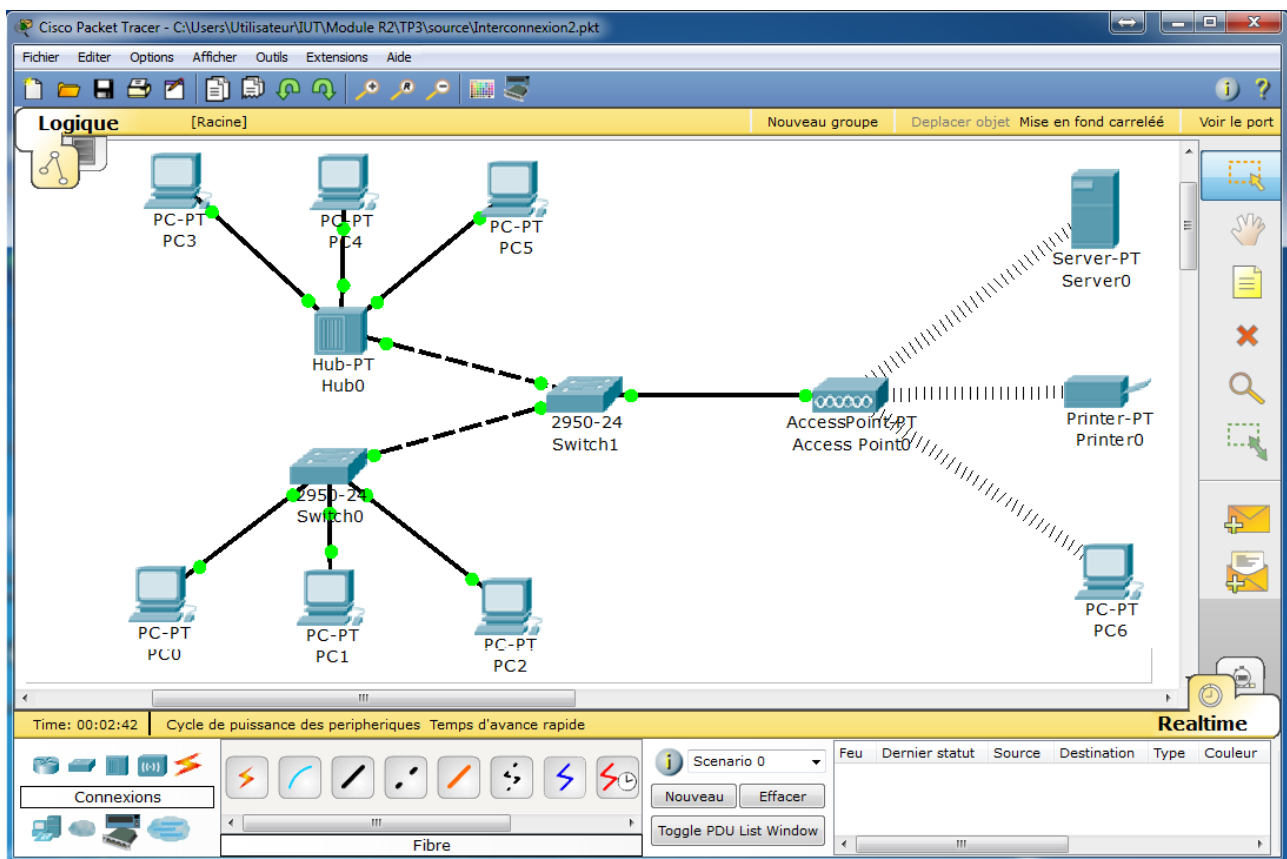 Cisco Packet Tracer - C:\Users\Utilisateur\IUT\Module R2\TP3\source\Interconnexion2.pkt
Fichier Editer Options Afficher Outils Extensions Aide
Logique [Racine] Nouveau groupe Deplacer objet Mise en fond carreléé Voir le port
PC-PT
PC3
PC-PT
PC4
PC-PT
PC5
Server-PT
Server0
Hub-PT
Hub0
2950-24
Switch1
AccessPoint-PT
Access Point0
Printer-PT
Printer0
2950-24
Switch0
PC-PT
PC0
PC-PT
PC1
PC-PT
PC2
PC-PT
PC6
Time: 00:02:42 Cycle de puissance des peripheriques Temps d'avance rapide Realtime
Connexions
Fibre
Scenario 0
Nouveau Effacer
Toggle PDU List Window
Feu Dernier statut Source Destination Type Couleur